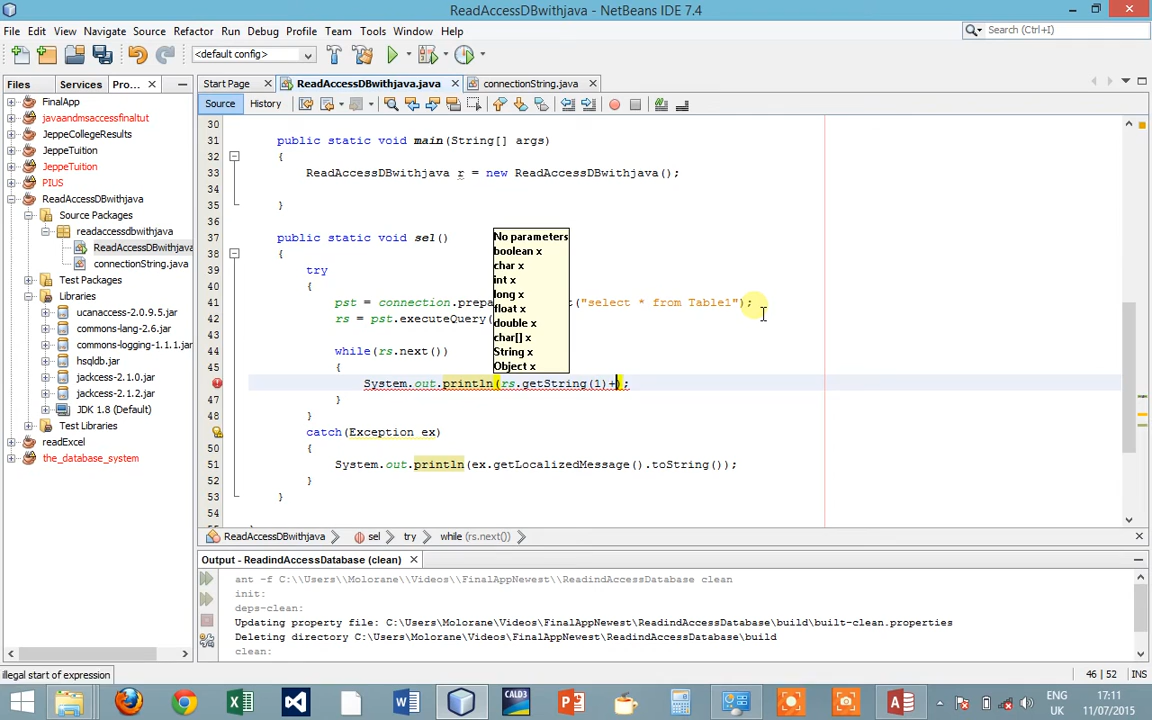 ReadAccessDBwithjava - NetBeans IDE 7.4
File Edit View Navigate Source Refactor Run Debug Profile Team Tools Window Help
Search (Ctrl+I)
<default config>
Files Services Pro...
Start Page ReadAccessDBwithjava.java connectionString.java
Source History
FinalApp
javaandmsaccessfinaltut
JeppeCollegeResults
JeppeTuition
JeppeTuition
PIUS
ReadAccessDBwithjava
Source Packages
readaccessdbwithjava
ReadAccessDBwithjava
connectionString.java
Test Packages
Libraries
ucanaccess-2.0.9.5.jar
commons-lang-2.6.jar
commons-logging-1.1.1.jar
hsqldb.jar
jackcess-2.1.0.jar
jackcess-2.1.2.jar
JDK 1.8 (Default)
Test Libraries
readExcel
the_database_system
30
31 public static void main(String[] args)
32 {
33 ReadAccessDBwithjava r = new ReadAccessDBwithjava();
34
35 }
36
37 public static void sel()
38 {
39 try
40 {
41 pst = connection.prepa t("select * from Table1");
42 rs = pst.executeQuery(
43
44 while(rs.next())
45 {
System.out.println(rs.getString(1)+);
47 }
48 }
catch(Exception ex)
50 {
51 System.out.println(ex.getLocalizedMessage().toString());
52 }
53 }
54
No parameters
boolean x
char x
int x
long x
float x
double x
char[] x
String x
Object x
ReadAccessDBwithjava sel try while (rs.next())
Output - ReadindAccessDatabase (clean)
ant -f C:\\Users\\Molorane\\Videos\\FinalAppNewest\\ReadindAccessDatabase clean
init:
deps-clean:
Updating property file: C:\Users\Molorane\Videos\FinalAppNewest\ReadindAccessDatabase\build\built-clean.properties
Deleting directory C:\Users\Molorane\Videos\FinalAppNewest\ReadindAccessDatabase\build
clean:
illegal start of expression
46 | 52 INS
CALD3
ENG
UK
17:11
11/07/2015